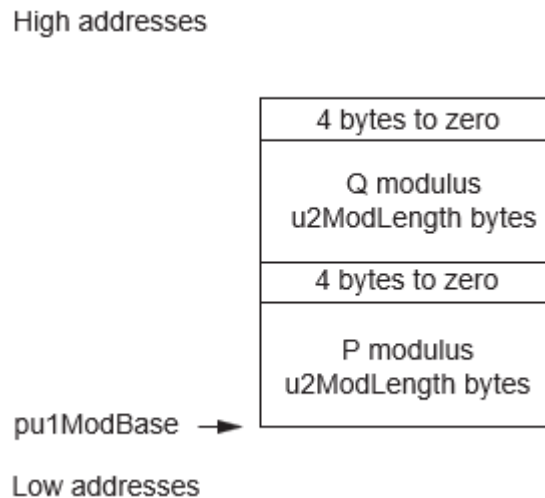 High addresses
4 bytes to zero
Q modulus
u2ModLength bytes
4 bytes to zero
P modulus
u2ModLength bytes
pu1ModBase
Low addresses